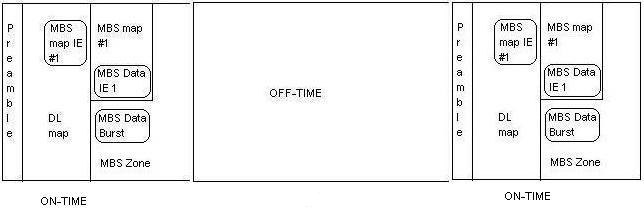 Preamble
MBS
map IE
#1
DL
map
MBS map
#1
MBS Data
IE 1
MBS Data
Burst
MBS Zone
ON-TIME
OFF-TIME
Preamble
MBS
map IE
#1
DL
map
MBS map
#1
MBS Data
IE 1
MBS Data
Burst
MBS Zone
ON-TIME